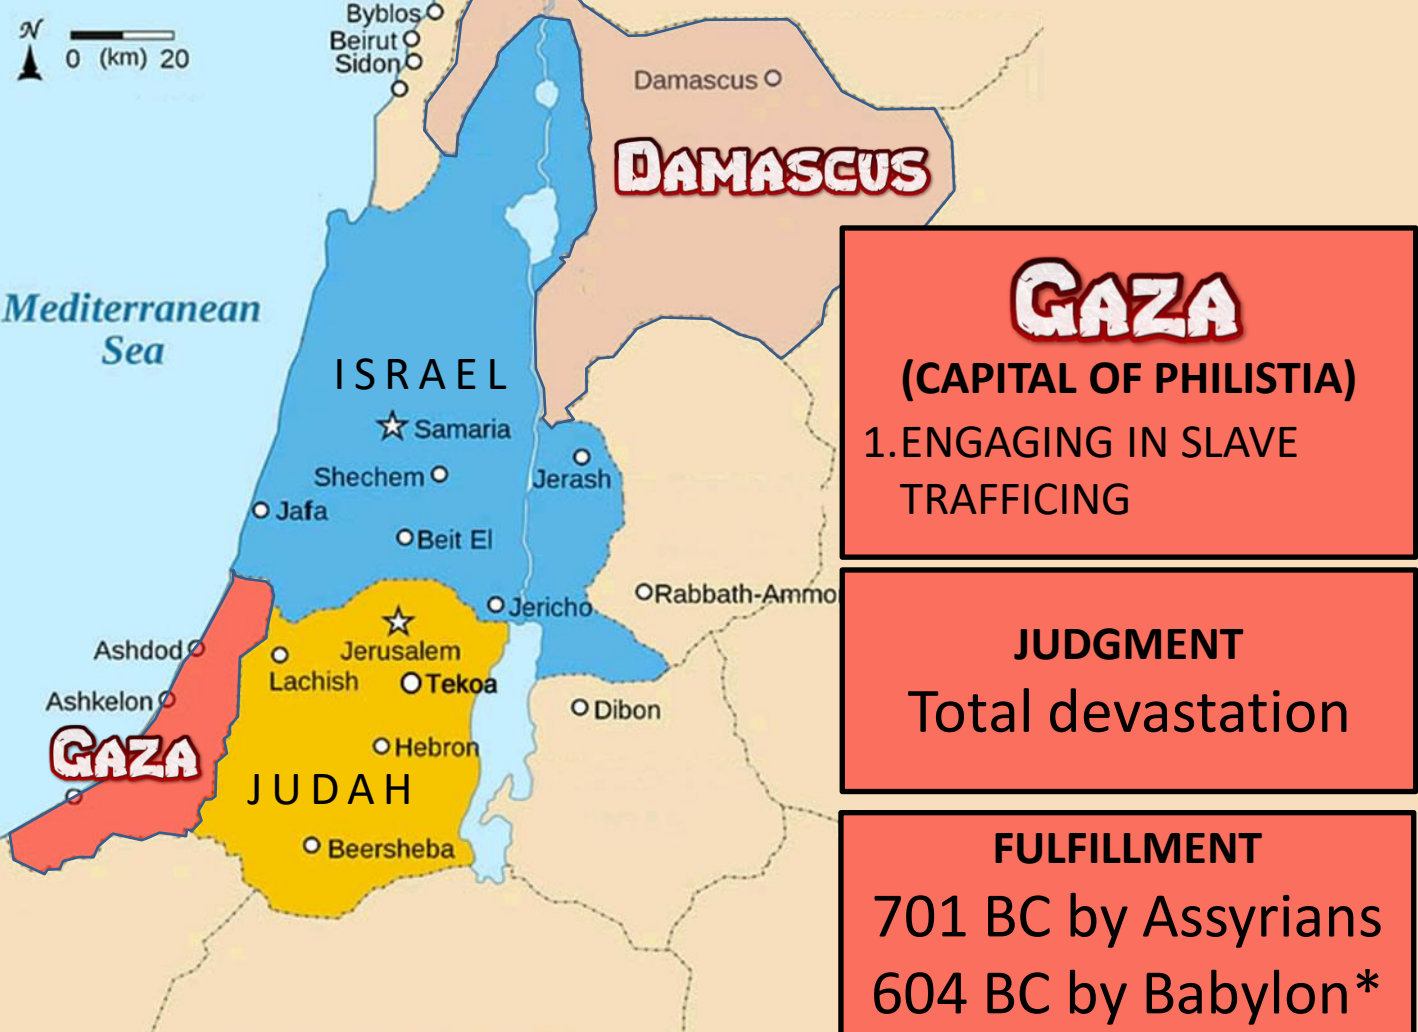 N
0 (km) 20
Byblos
Beirut
Sidon
Damascus
DAMASCUS
Mediterranean
Sea
ISRAEL
Samaria
Shechem
Jerash
Jafa
Beit El
Jericho
Rabbath-Ammo
Ashdod
Jerusalem
Lachish
Tekoa
Ashkelon
Dibon
GAZA
Hebron
JUDAH
Beersheba
GAZA
(CAPITAL OF PHILISTIA)
1.ENGAGING IN SLAVE
TRAFFICING
JUDGMENT
Total devastation
FULFILLMENT
701 BC by Assyrians
604 BC by Babylon*